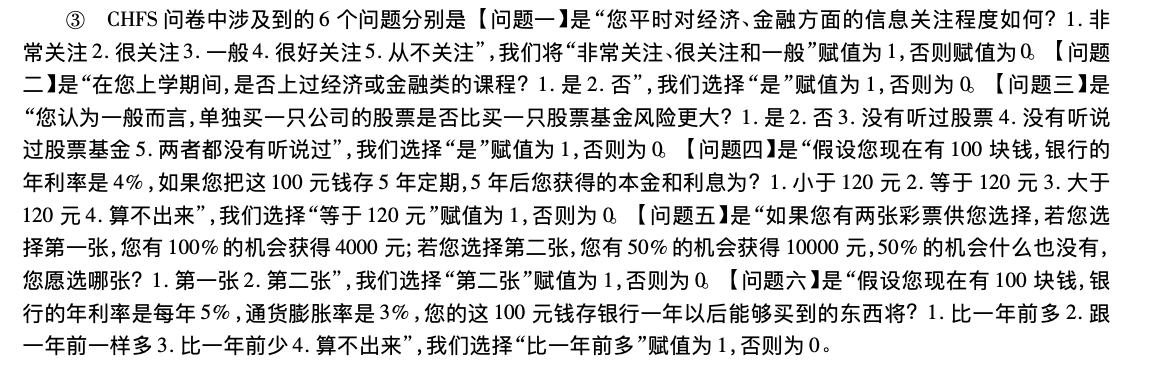 ③ CHFS 问卷中涉及到的 6 个问题分别是【问题一】是“您平时对经济、金融方面的信息关注程度如何？1. 非
常关注 2. 很关注 3. 一般 4. 很好关注 5. 从不关注”,我们将“非常关注、很关注和一般”赋值为 1,否则赋值为 0。【问题
二】是“在您上学期间,是否上过经济或金融类的课程？1. 是 2. 否”,我们选择“是”赋值为 1,否则为 0。【问题三】是
“您认为一般而言,单独买一只公司的股票是否比买一只股票基金风险更大？1. 是 2. 否 3. 没有听过股票 4. 没有听说
过股票基金 5. 两者都没有听说过”,我们选择“是”赋值为 1,否则为 0。【问题四】是“假设您现在有 100 块钱,银行的
年利率是 4%,如果您把这 100 元钱存 5 年定期,5 年后您获得的本金和利息为？1. 小于 120 元 2. 等于 120 元 3. 大于
120 元 4. 算不出来”,我们选择“等于 120 元”赋值为 1,否则为 0。【问题五】是“如果您有两张彩票供您选择,若您选
择第一张,您有 100% 的机会获得 4000 元;若您选择第二张,您有 50% 的机会获得 10000 元,50% 的机会什么也没有,
您愿选哪张？1. 第一张 2. 第二张”,我们选择“第二张”赋值为 1,否则为 0。【问题六】是“假设您现在有 100 块钱,银
行的年利率是每年 5%,通货膨胀率是 3%,您的这 100 元钱存银行一年以后能够买到的东西将？1. 比一年前多 2. 跟
一年前一样多 3. 比一年前少 4. 算不出来”,我们选择“比一年前多”赋值为 1,否则为 0。